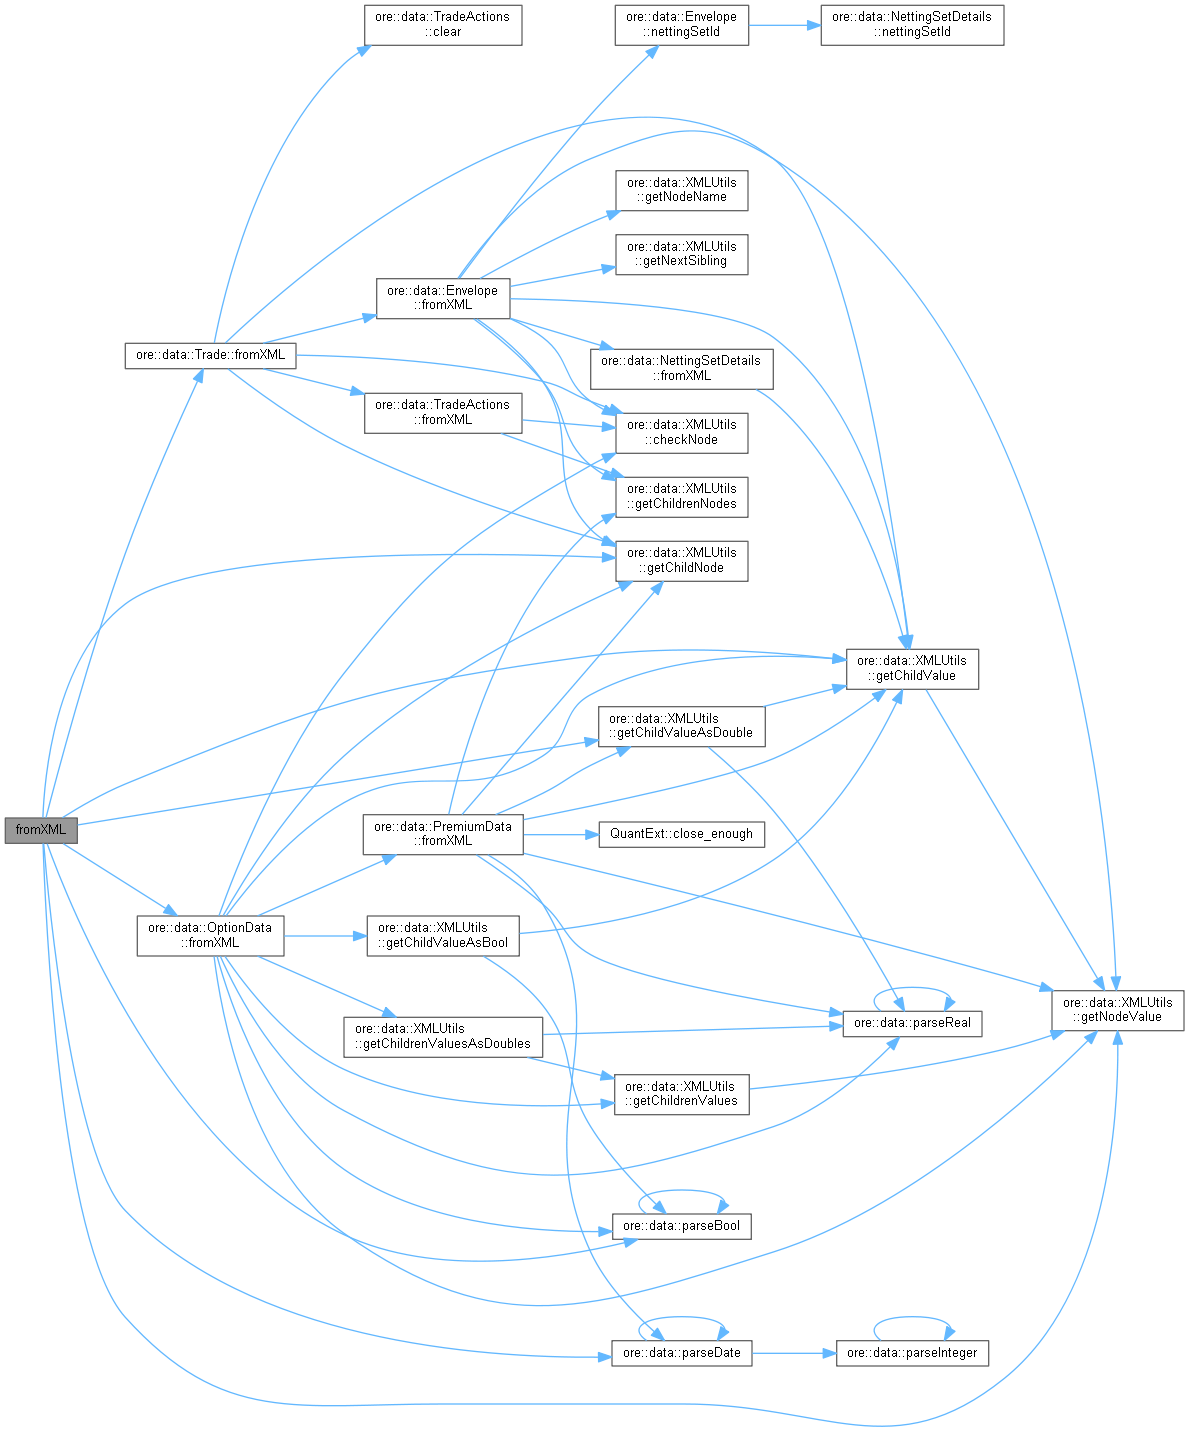 ore::data::TradeActions
::clear
ore::data::Envelope
::nettingSetId
ore::data::NettingSetDetails
::nettingSetId
ore::data::XMLUtils
::getNodeName
ore::data::XMLUtils
::getNextSibling
ore::data::Envelope
::fromXML
ore::data::Trade::fromXML
ore::data::NettingSetDetails
::fromXML
ore::data::TradeActions
::fromXML
ore::data::XMLUtils
::checkNode
ore::data::XMLUtils
::getChildrenNodes
ore::data::XMLUtils
::getChildNode
ore::data::XMLUtils
::getChildValue
ore::data::XMLUtils
::getChildValueAsDouble
fromXML
ore::data::PremiumData
::fromXML
QuantExt::close_enough
ore::data::OptionData
::fromXML
ore::data::XMLUtils
::getChildValueAsBool
ore::data::XMLUtils
::getNodeValue
ore::data::XMLUtils
::getChildrenValuesAsDoubles
ore::data::parseReal
ore::data::XMLUtils
::getChildrenValues
ore::data::parseBool
ore::data::parseDate
ore::data::parseInteger